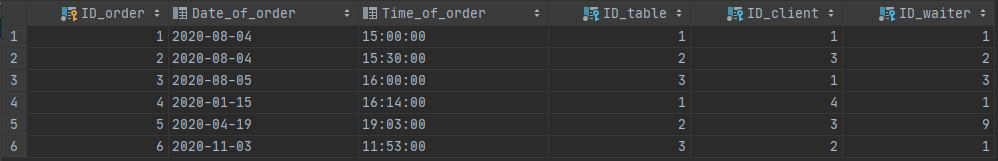 ID_order Date_of_order Time_of_order ID_table ID_client ID_waiter
1 1 2020-08-04 15:00:00 1 1 1
2 2 2020-08-04 15:30:00 2 3 2
3 3 2020-08-05 16:00:00 3 1 3
4 4 2020-01-15 16:14:00 1 4 1
5 5 2020-04-19 19:03:00 2 3 9
6 6 2020-11-03 11:53:00 3 2 1